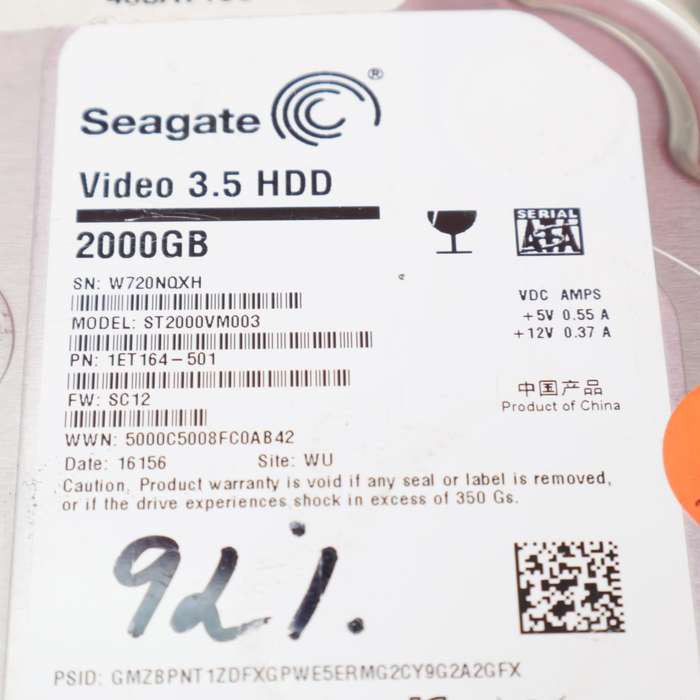 Seagate ®
Video 3.5 HDD
2000GB
SERIAL
ATA
SN: W720NQXH
VDC AMPS
MODEL: ST2000VM003
+5V 0.55 A
+12V 0.37 A
PN: 1ET164-501
FW: SC12
中国产品
Product of China
WWN: 5000C5008FC0AB42
Date: 16156 Site: WU
Caution, Product warranty is void if any seal or label is removed,
or if the drive experiences shock in excess of 350 Gs.
92%
PSID: GMZBPNT1ZDFXGPWE5ERMG2CY9G2A2GFX